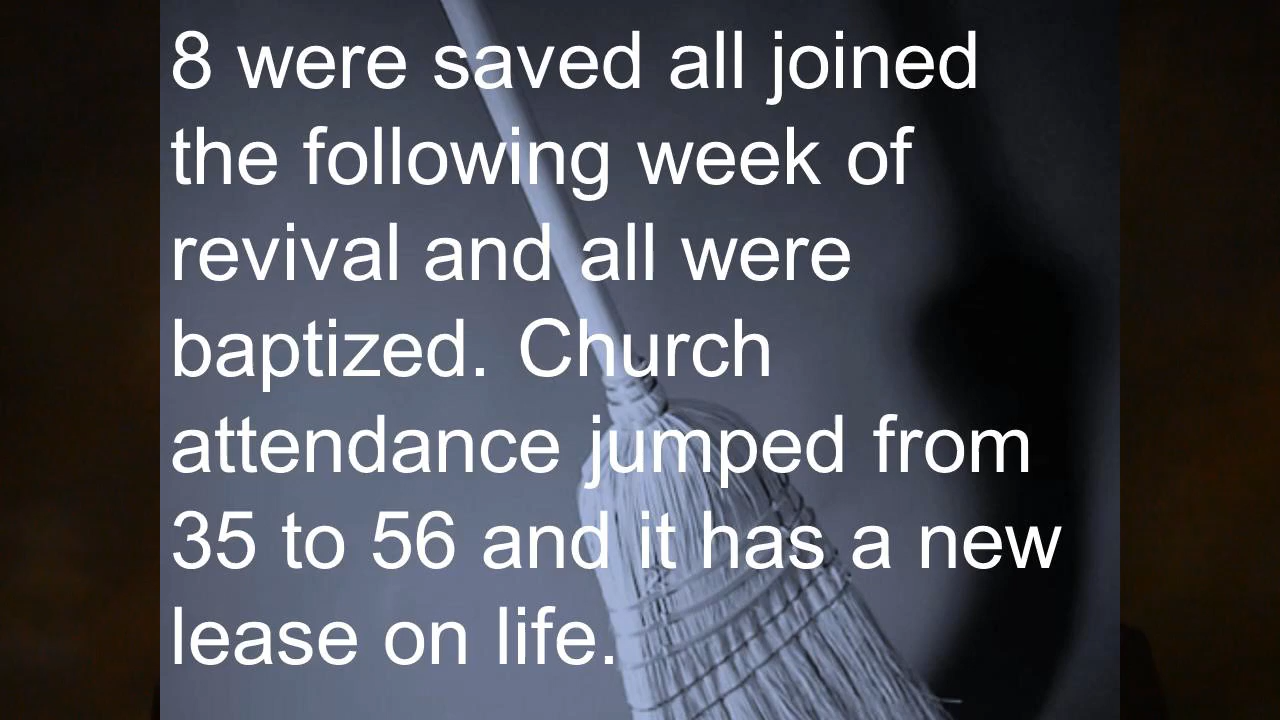 8 were saved all joined
the following week of
revival and all were
baptized. Church
attendance jumped from
35 to 56 and it has a new
lease on life.